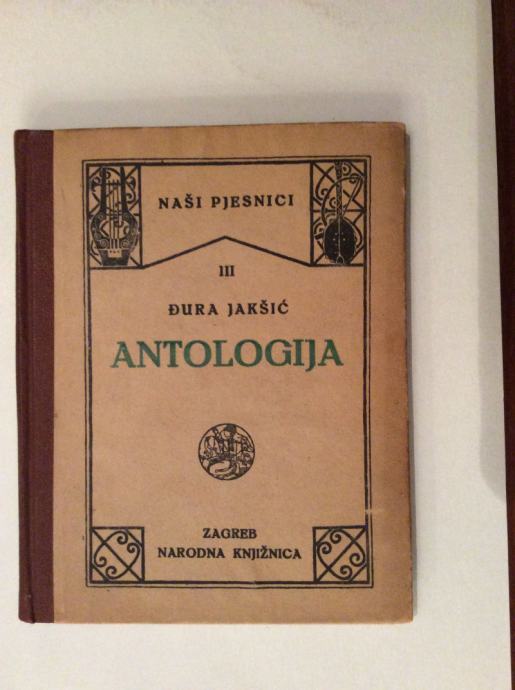 NAŠI PJESNICI
III
ĐURA JAKŠIĆ
ANTOLOGIJA
ZAGREB
NARODNA KNJIŽNICA